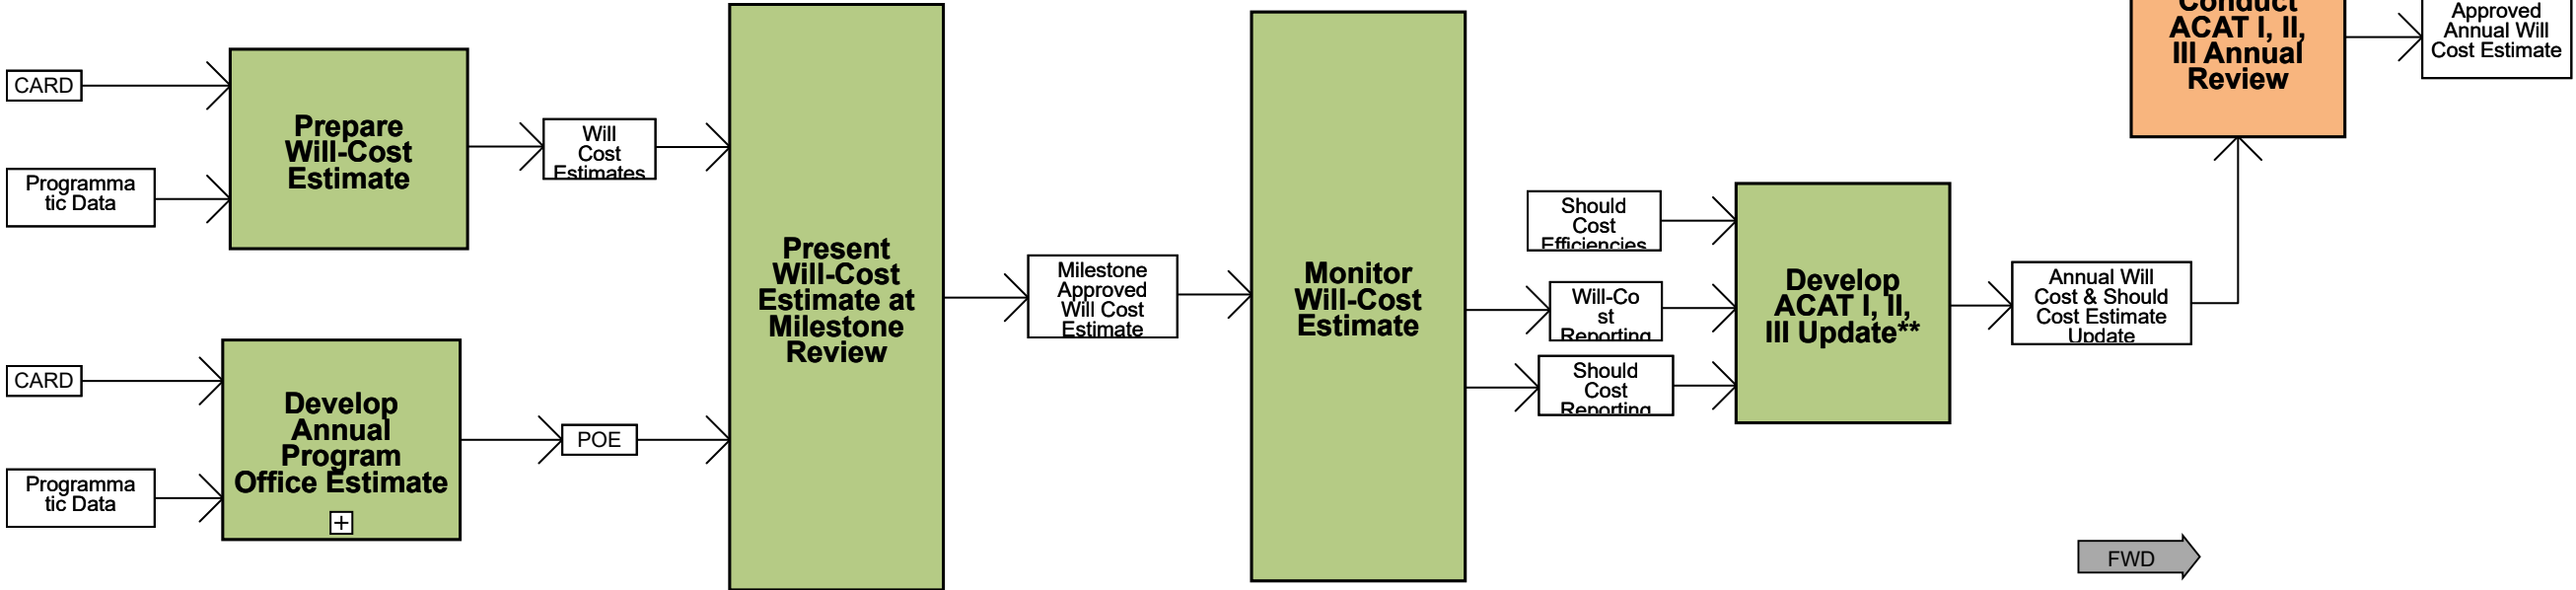 CARD
Programma
tic Data
Prepare
Will-Cost
Estimate
Will
Cost
Estimates
CARD
Programma
tic Data
Develop
Annual
Program
Office Estimate
POE
Present
Will-Cost
Estimate at
Milestone
Review
Milestone
Approved
Will Cost
Estimate
Monitor
Will-Cost
Estimate
Should
Cost
Efficiencies
Will-Co
st
Reporting
Should
Cost
Reporting
Develop
ACAT I, II,
III Update**
Annual Will
Cost & Should
Cost Estimate
Update
Conduct
ACAT I, II,
III Annual
Review
Approved
Annual Will
Cost Estimate
FWD